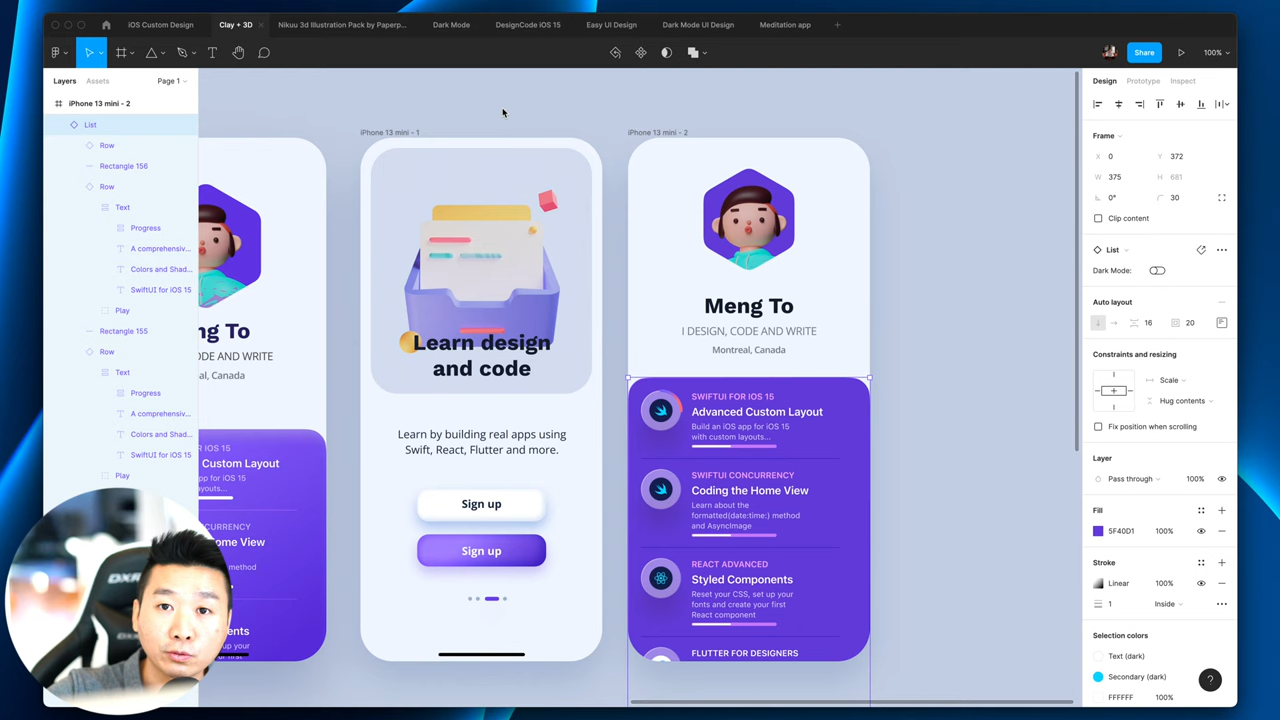 iOS Custom Design
Clay + 3D
Nikuu 3d Illustration Pack by Paperp...
Dark Mode
DesignCode iOS 15
Easy UI Design
Dark Mode UI Design
Meditation app
Share
100%
Layers
Assets
Page 1
iPhone 13 mini - 2
List
Row
Rectangle 156
Row
Text
Progress
A comprehensiv...
Colors and Shad...
SwiftUI for iOS 15
Play
Rectangle 155
Row
Text
Progress
A comprehensiv...
Colors and Shad...
SwiftUI for iOS 15
Play
ng To
ODE AND WRITE
al, Canada
R IOS 15
Custom Layout
pp for iOS 15
ayouts...
CURRENCY
Home View
method
ents
up your
iPhone 13 mini - 1
Learn design
and code
Learn by building real apps using
Swift, React, Flutter and more.
Sign up
Sign up
iPhone 13 mini - 2
Meng To
I DESIGN, CODE AND WRITE
Montreal, Canada
SWIFTUI FOR IOS 15
Advanced Custom Layout
Build an iOS app for iOS 15
with custom layouts...
SWIFTUI CONCURRENCY
Coding the Home View
Learn about the
formatted(date:time:) method
and AsyncImage
REACT ADVANCED
Styled Components
Reset your CSS, set up your
fonts and create your first
React component
FLUTTER FOR DESIGNERS
Design
Prototype
Inspect
Frame
X 0 Y 372
W 375 H 681
0° 30
Clip content
List
Dark Mode:
Auto layout
16 20
Constraints and resizing
Scale
Hug contents
Fix position when scrolling
Layer
Pass through 100%
Fill
5F40D1 100%
Stroke
Linear 100%
1 Inside
Selection colors
Text (dark)
Secondary (dark)
FFFFFF 100%
?
DXR